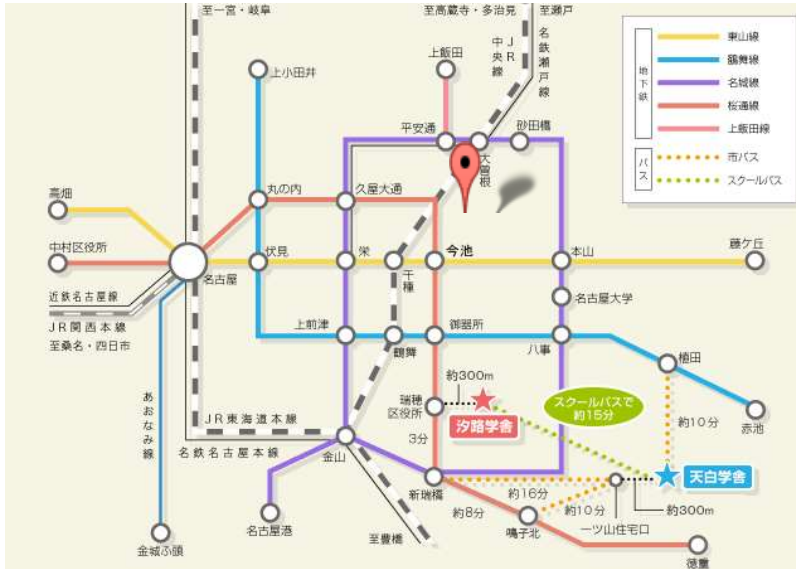 至一宮・岐阜
至高蔵寺・多治見
至瀬戸
JR中央線
名鉄瀬戸線
上飯田
上小田井
平安通
砂田橋
大曽根
地下鉄
東山線
鶴舞線
名城線
桜通線
上飯田線
バス
市バス
スクールバス
高畑
丸の内
久屋大通
中村区役所
名古屋
伏見
栄
千種
今池
本山
藤ケ丘
名古屋大学
近鉄名古屋線
JR関西本線
至桑名・四日市
上前津
鶴舞
御器所
八事
植田
あおなみ線
約300m
瑞穂
区役所
汐路学舎
スクールバスで
約15分
約10分
赤池
JR東海道本線
名鉄名古屋本線
金山
3分
新瑞橋
約16分
天白学舎
約8分
約10分
約300m
一ツ山住宅口
鳴子北
名古屋港
至豊橋
金城ふ頭
徳重